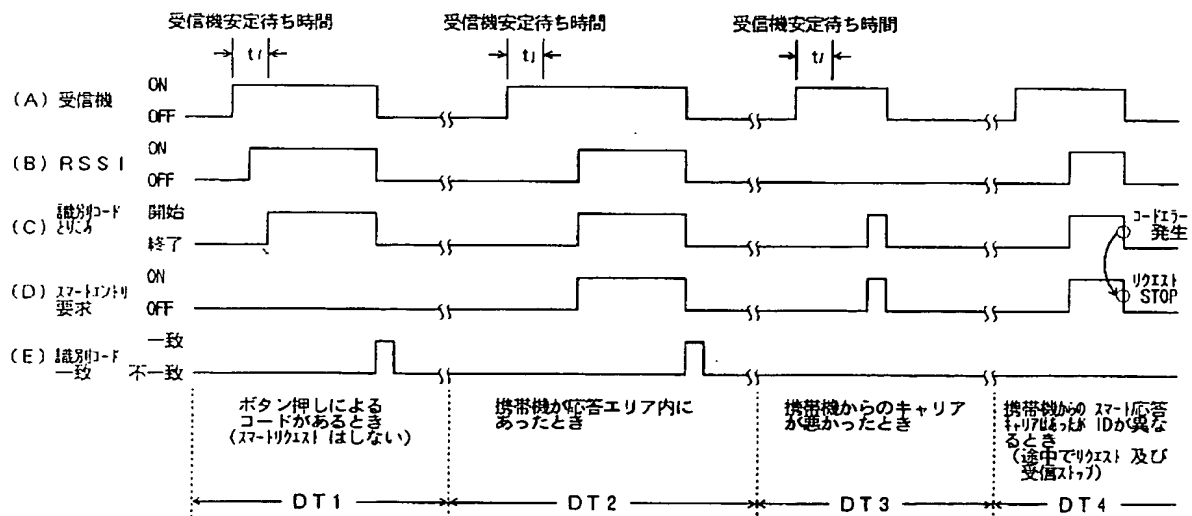 受信機安定待ち時間
受信機安定待ち時間
受信機安定待ち時間
tl
tl
tl
(A) 受信機
ON
OFF
(B) RSSI
ON
OFF
(C) 識別コード
とりこみ
開始
終了
コードエラー
発生
(D) スマートエントリ
要求
ON
OFF
リクエスト
STOP
(E) 識別コード
一致
一致
不一致
ボタン押しによる
コードがあるとき
(スマートリクエストはしない)
携帯機が応答エリア内に
あったとき
携帯機からのキャリア
が悪かったとき
携帯機からのスマート応答
キャリアはあったが IDが異な
るとき
(途中でリクエスト及び
受信ストップ)
DT1
DT2
DT3
DT4